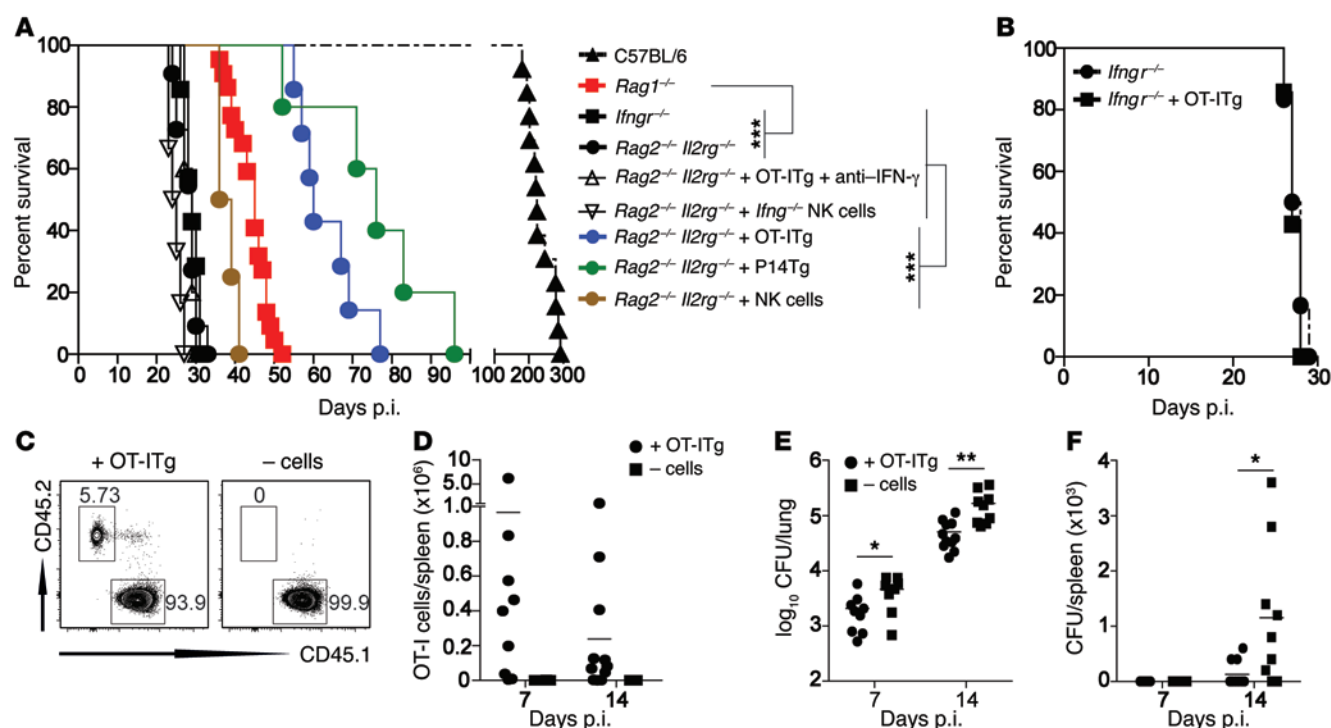 A
Percent survival
100
80
60
40
20
0
0 10 20 30 40 50 60 70 80 90 100 200 300
Days p.i.
C57BL/6
Rag1–/–
Ifngr–/–
Rag2–/– Il2rg–/–
Rag2–/– Il2rg–/– + OT-ITg + anti–IFN-γ
Rag2–/– Il2rg–/– + Ifng–/– NK cells
Rag2–/– Il2rg–/– + OT-ITg
Rag2–/– Il2rg–/– + P14Tg
Rag2–/– Il2rg–/– + NK cells
***
***
B
Percent survival
100
80
60
40
20
0
0 10 20 30
Days p.i.
Ifngr–/–
Ifngr–/– + OT-ITg
C
+ OT-ITg – cells
CD45.2
5.73 0
93.9 99.9
CD45.1
D
+ OT-ITg
– cells
OT-I cells/spleen (x10⁶)
10
5.0
1.0
0.8
0.6
0.4
0.2
0
7 14
Days p.i.
E
+ OT-ITg
– cells
log₁₀ CFU/lung
6
5
4
3
2
* **
7 14
Days p.i.
F
CFU/spleen (x10³)
4
3
2
1
0
*
7 14
Days p.i.